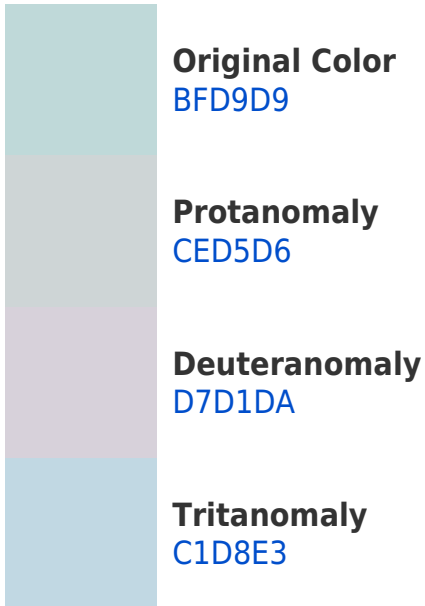 Original Color
BFD9D9
Protanomaly
CED5D6
Deuteranomaly
D7D1DA
Tritanomaly
C1D8E3